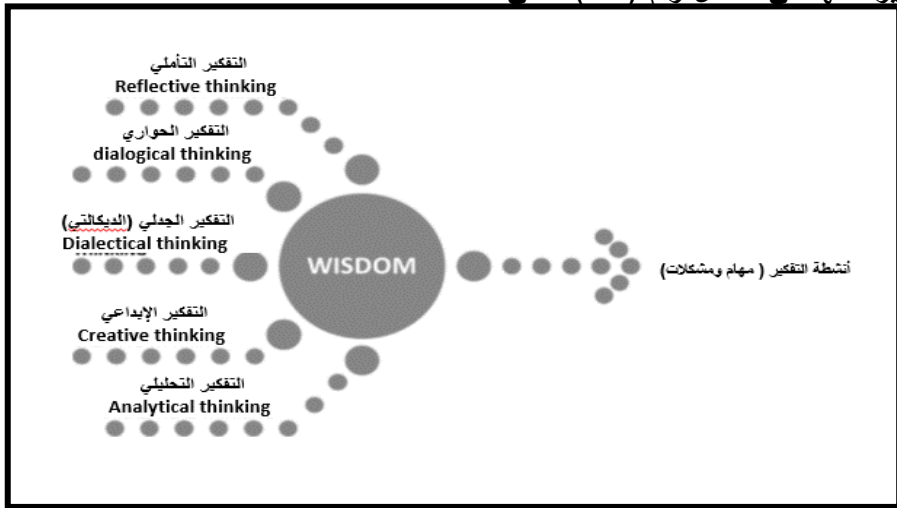 التفكير التأملي
Reflective thinking
التفكير الحواري
dialogical thinking
التفكير الجدلي (الديكالتي)
Dialectical thinking
WISDOM
أنشطة التفكير ( مهام ومشكلات)
التفكير الإبداعي
Creative thinking
التفكير التحليلي
Analytical thinking